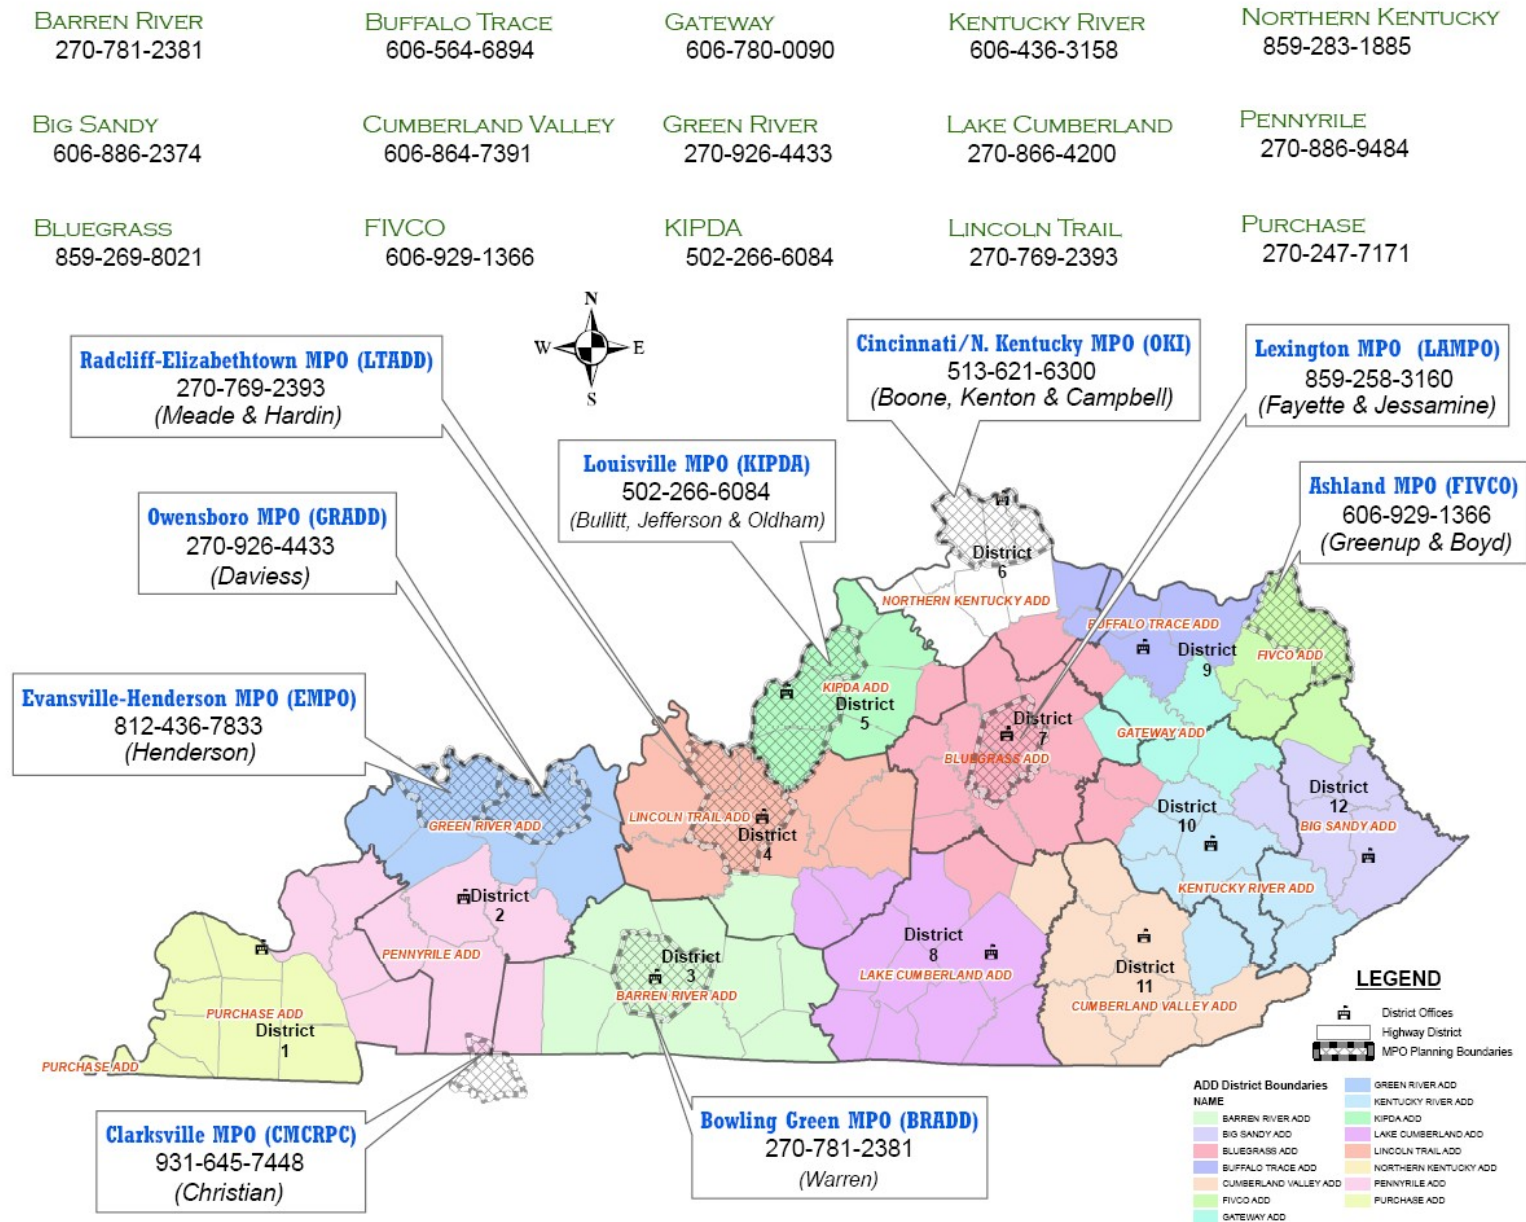 BARREN RIVER
270-781-2381
BUFFALO TRACE
606-564-6894
GATEWAY
606-780-0090
KENTUCKY RIVER
606-436-3158
NORTHERN KENTUCKY
859-283-1885
BIG SANDY
606-886-2374
CUMBERLAND VALLEY
606-864-7391
GREEN RIVER
270-926-4433
LAKE CUMBERLAND
270-866-4200
PENNYRILE
270-886-9484
BLUEGRASS
859-269-8021
FIVCO
606-929-1366
KIPDA
502-266-6084
LINCOLN TRAIL
270-769-2393
PURCHASE
270-247-7171
N
W E
S
Radcliff-Elizabethtown MPO (LTADD)
270-769-2393
(Meade & Hardin)
Cincinnati/N. Kentucky MPO (OKI)
513-621-6300
(Boone, Kenton & Campbell)
Lexington MPO (LAMPO)
859-258-3160
(Fayette & Jessamine)
Louisville MPO (KIPDA)
502-266-6084
(Bullitt, Jefferson & Oldham)
Ashland MPO (FIVCO)
606-929-1366
(Greenup & Boyd)
Owensboro MPO (GRADD)
270-926-4433
(Daviess)
Evansville-Henderson MPO (EMPO)
812-436-7833
(Henderson)
District
6
NORTHERN KENTUCKY ADD
BUFFALO TRACE ADD
District
9
FIVCO ADD
KIPDA ADD
District
5
District
7
BLUEGRASS ADD
GATEWAY ADD
District
12
BIG SANDY ADD
District
10
KENTUCKY RIVER ADD
GREEN RIVER ADD
LINCOLN TRAIL ADD
District
4
District
2
PENNYRILE ADD
District
3
BARREN RIVER ADD
District
8
LAKE CUMBERLAND ADD
District
11
CUMBERLAND VALLEY ADD
PURCHASE ADD
District
1
PURCHASE ADD
Clarksville MPO (CMCRPC)
931-645-7448
(Christian)
Bowling Green MPO (BRADD)
270-781-2381
(Warren)
LEGEND
District Offices
Highway District
MPO Planning Boundaries
ADD District Boundaries
NAME
BARREN RIVER ADD
BIG SANDY ADD
BLUEGRASS ADD
BUFFALO TRACE ADD
CUMBERLAND VALLEY ADD
FIVCO ADD
GATEWAY ADD
GREEN RIVER ADD
KENTUCKY RIVER ADD
KIPDA ADD
LAKE CUMBERLAND ADD
LINCOLN TRAIL ADD
NORTHERN KENTUCKY ADD
PENNYRILE ADD
PURCHASE ADD